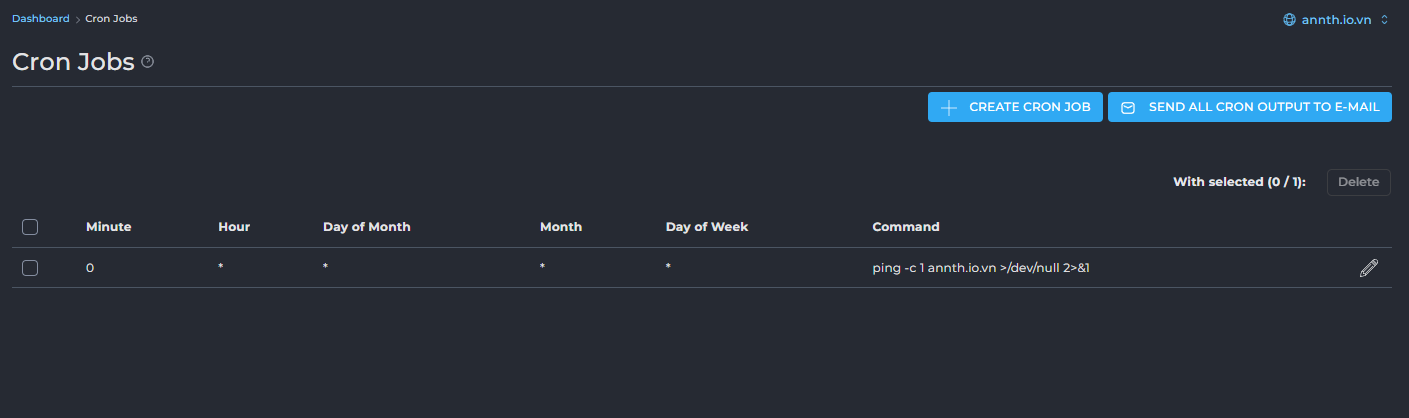 Dashboard > Cron Jobs
annth.io.vn
Cron Jobs
CREATE CRON JOB
SEND ALL CRON OUTPUT TO E-MAIL
With selected (0 / 1):
Delete
Minute Hour Day of Month Month Day of Week Command
0 * * * * ping -c 1 annth.io.vn >/dev/null 2>&1